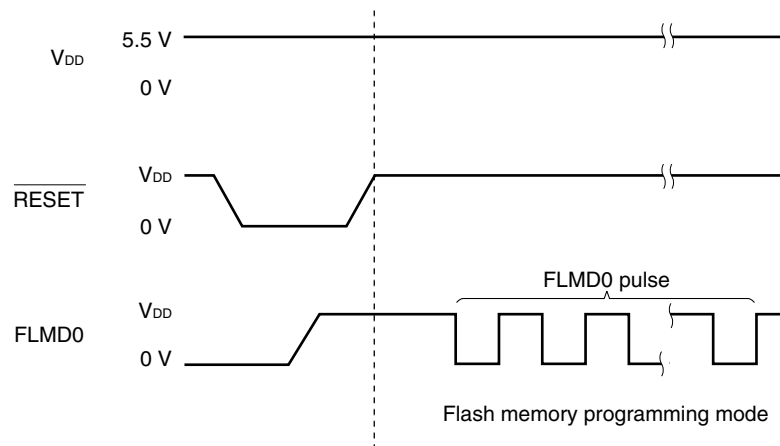 5.5 V
VDD
0 V
VDD
RESET
0 V
FLMD0 pulse
VDD
FLMD0
0 V
Flash memory programming mode